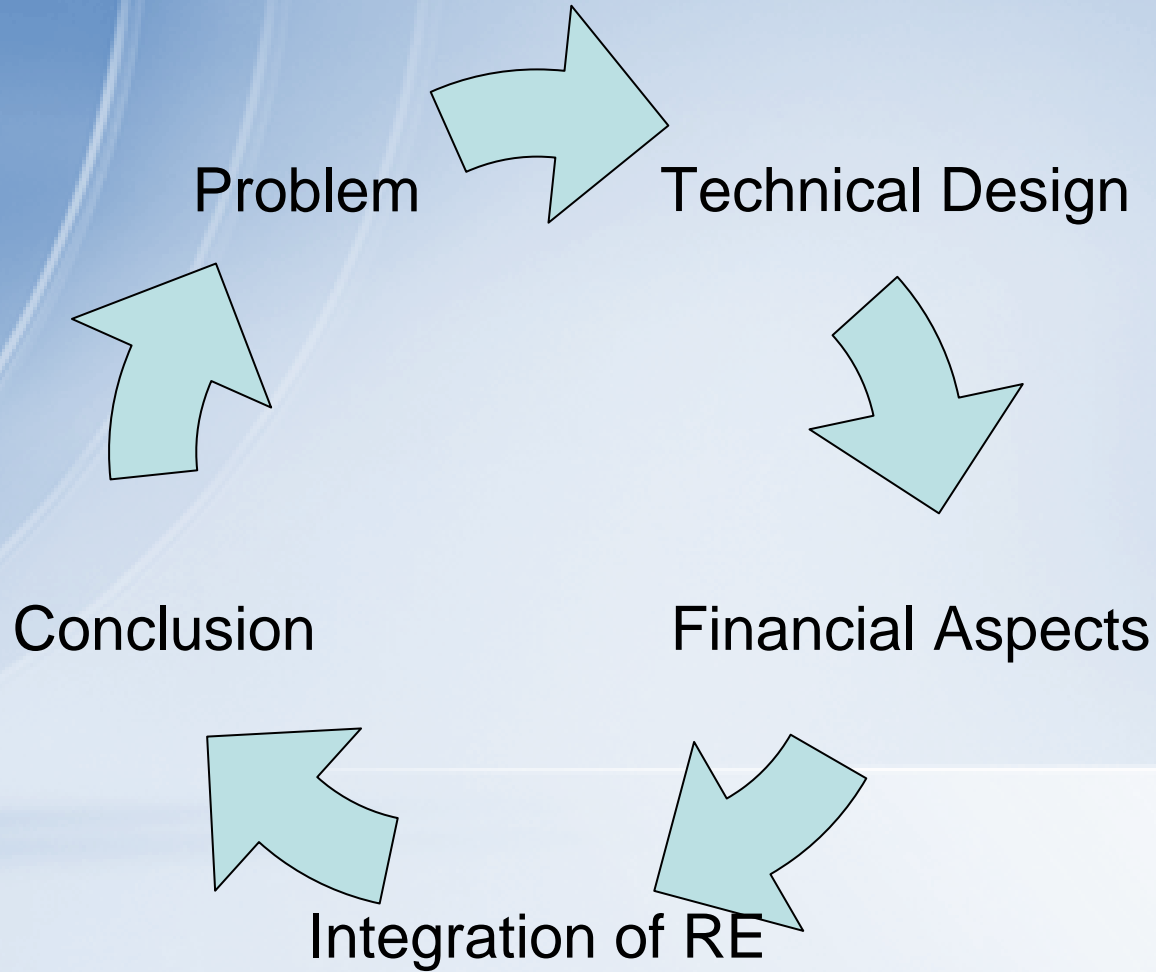 Problem
Technical Design
Financial Aspects
Integration of RE
Conclusion